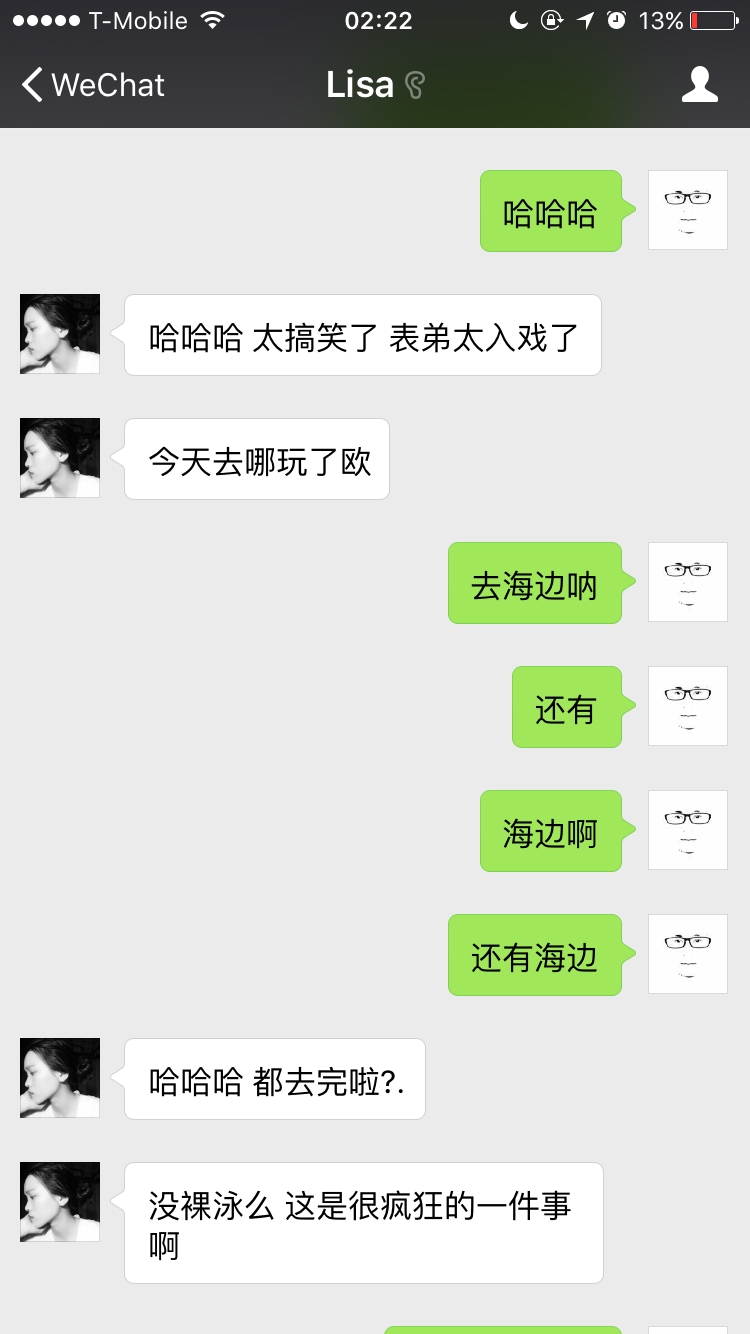 T-Mobile 02:22 13%
WeChat Lisa
哈哈哈
哈哈哈 太搞笑了 表弟太入戏了
今天去哪玩了欧
去海边呐
还有
海边啊
还有海边
哈哈哈 都去完啦?.
没裸泳么 这是很疯狂的一件事
啊